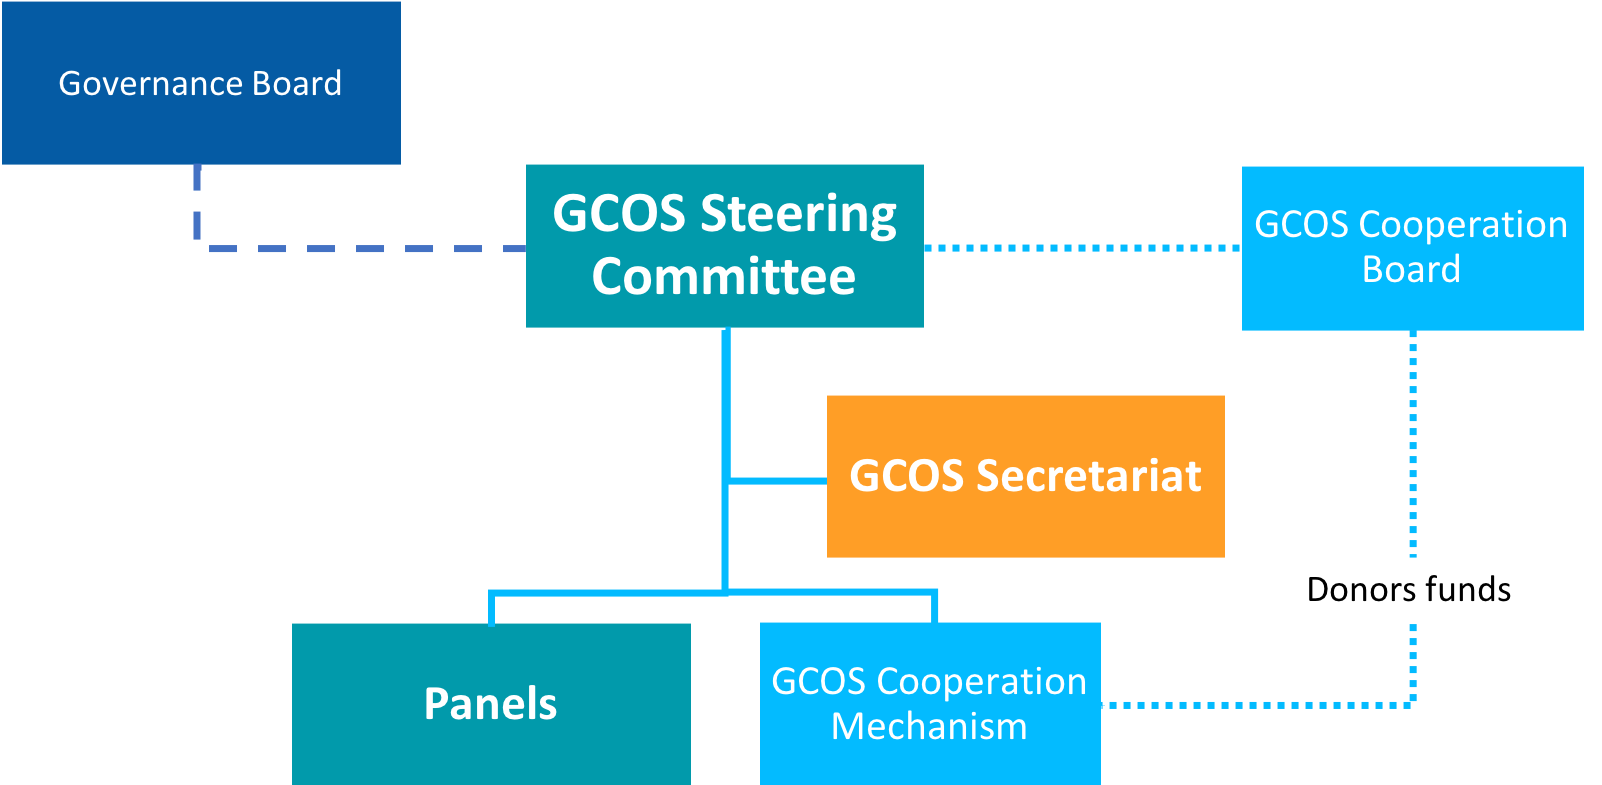 Governance Board
GCOS Steering
Committee
GCOS Cooperation
Board
GCOS Secretariat
Donors funds
Panels
GCOS Cooperation
Mechanism